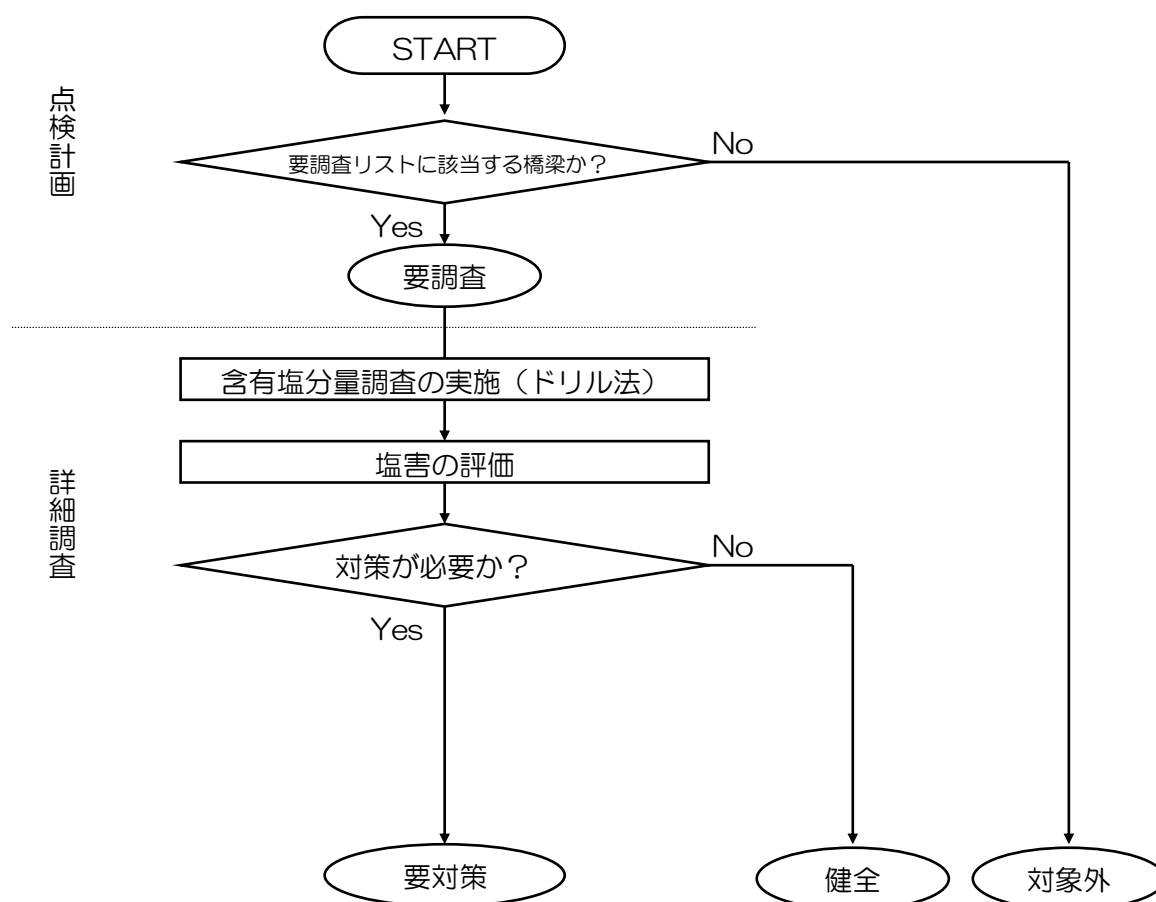 START
点検計画
要調査リストに該当する橋梁か？
No
Yes
要調査
含有塩分量調査の実施（ドリル法）
塩害の評価
詳細調査
対策が必要か？
No
Yes
要対策
健全
対象外